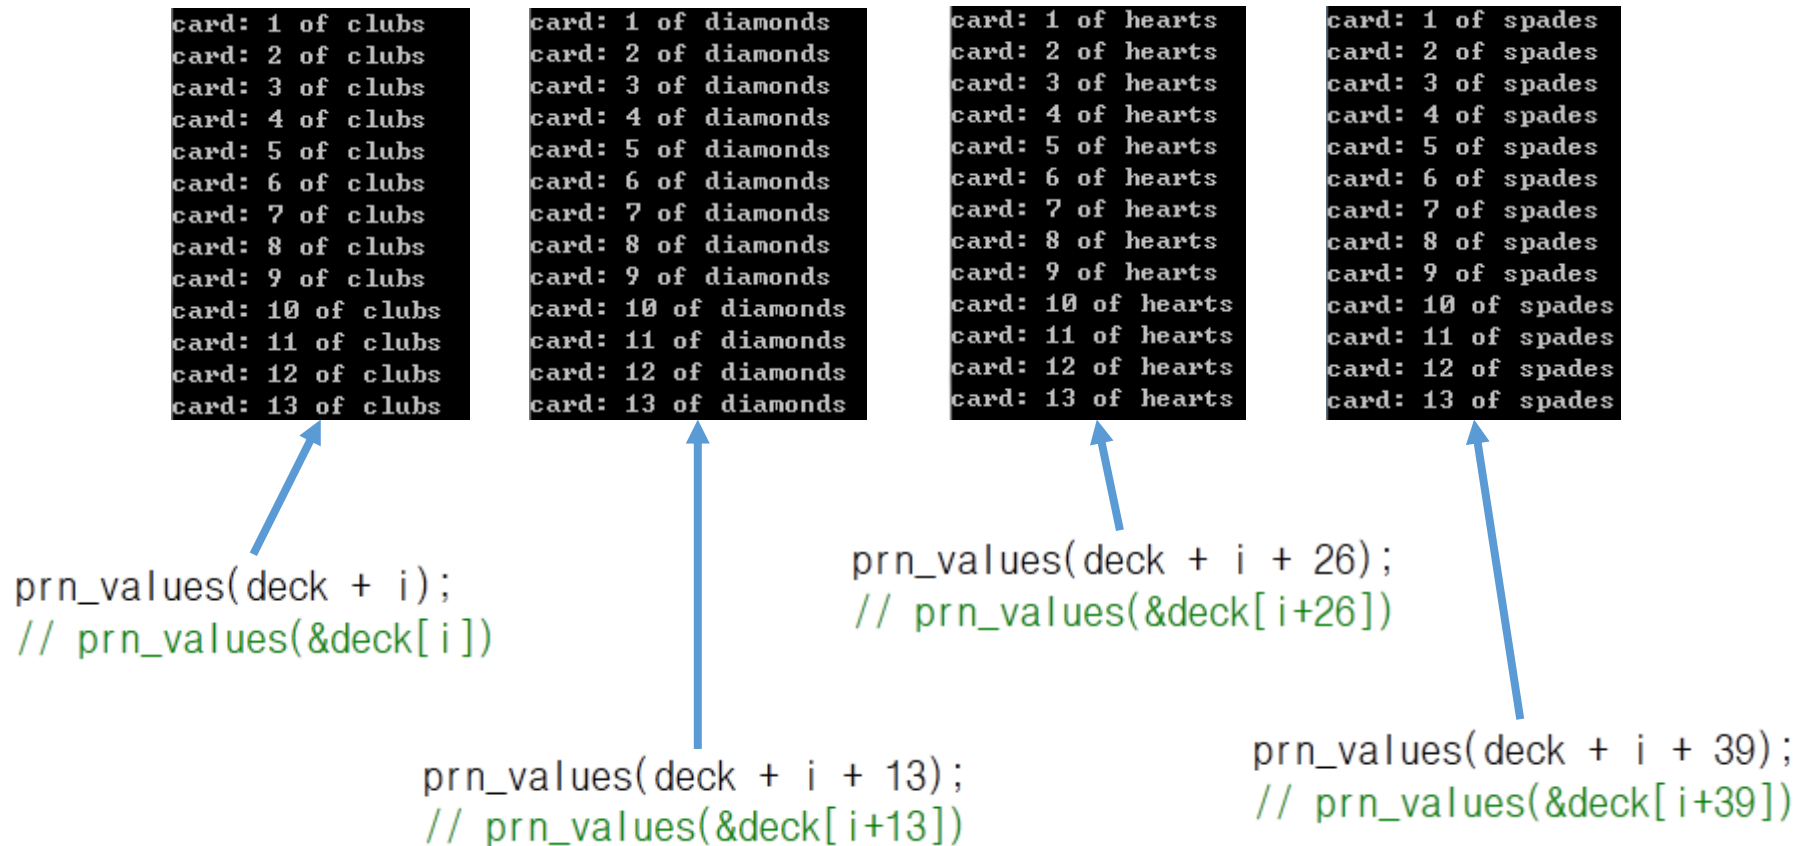 card: 1 of clubs
card: 2 of clubs
card: 3 of clubs
card: 4 of clubs
card: 5 of clubs
card: 6 of clubs
card: 7 of clubs
card: 8 of clubs
card: 9 of clubs
card: 10 of clubs
card: 11 of clubs
card: 12 of clubs
card: 13 of clubs
card: 1 of diamonds
card: 2 of diamonds
card: 3 of diamonds
card: 4 of diamonds
card: 5 of diamonds
card: 6 of diamonds
card: 7 of diamonds
card: 8 of diamonds
card: 9 of diamonds
card: 10 of diamonds
card: 11 of diamonds
card: 12 of diamonds
card: 13 of diamonds
card: 1 of hearts
card: 2 of hearts
card: 3 of hearts
card: 4 of hearts
card: 5 of hearts
card: 6 of hearts
card: 7 of hearts
card: 8 of hearts
card: 9 of hearts
card: 10 of hearts
card: 11 of hearts
card: 12 of hearts
card: 13 of hearts
card: 1 of spades
card: 2 of spades
card: 3 of spades
card: 4 of spades
card: 5 of spades
card: 6 of spades
card: 7 of spades
card: 8 of spades
card: 9 of spades
card: 10 of spades
card: 11 of spades
card: 12 of spades
card: 13 of spades
prn_values(deck + i);
// prn_values(&deck[i])
prn_values(deck + i + 13);
// prn_values(&deck[i+13])
prn_values(deck + i + 26);
// prn_values(&deck[i+26])
prn_values(deck + i + 39);
// prn_values(&deck[i+39])